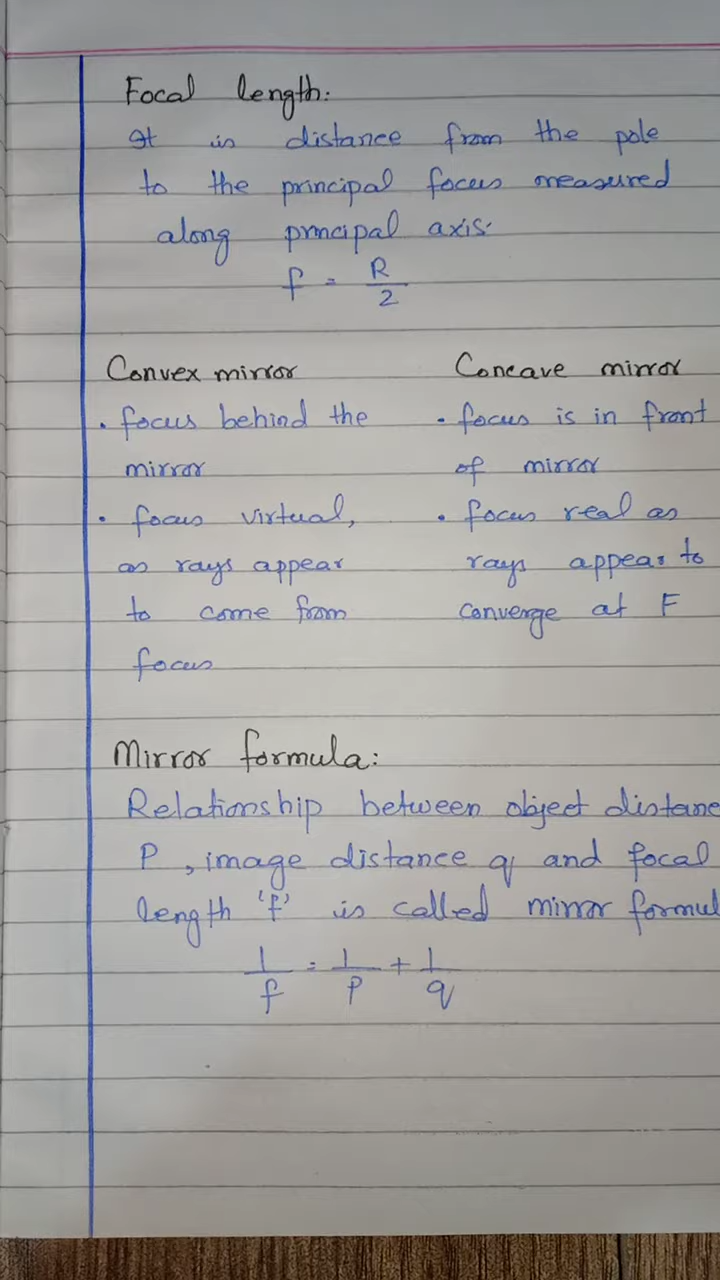 Focal length:
It is distance from the pole
to the principal focus measured
along principal axis.
f = R/2
Convex mirror
• focus behind the
mirror
• focus virtual,
as rays appear
to come from
focus
Concave mirror
• focus is in front
of mirror
• focus real as
rays appear to
converge at F
Mirror formula:
Relationship between object distanc
P, image distance q and focal
length 'f' is called mirror formul
1/f = 1/p + 1/q